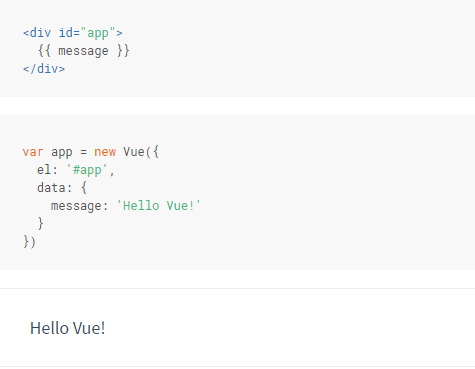 <div id="app">
  {{ message }}
</div>
var app = new Vue({
  el: '#app',
  data: {
    message: 'Hello Vue!'
  }
})
Hello Vue!